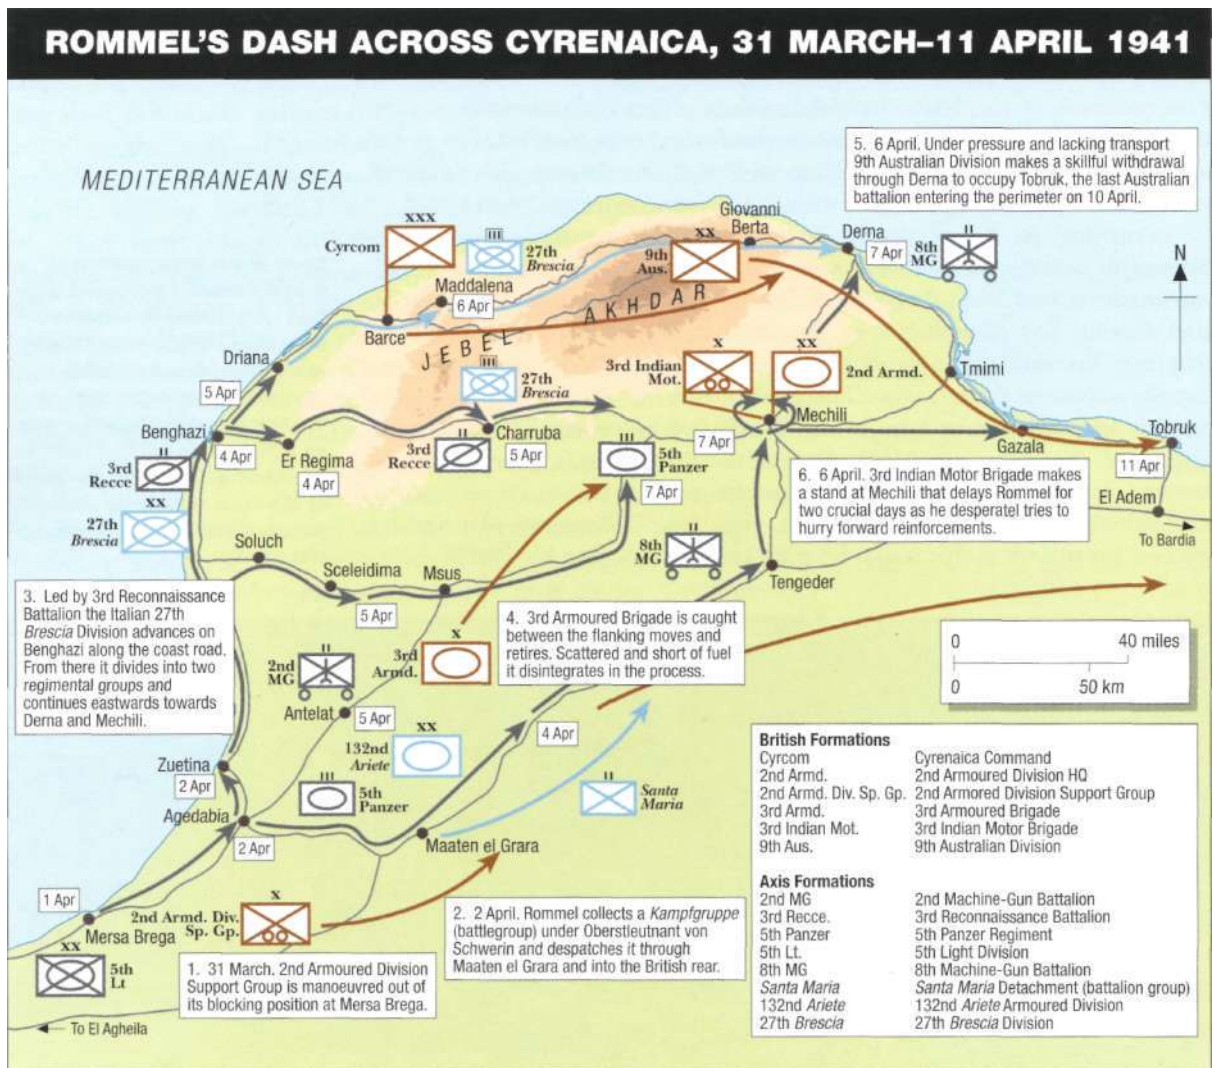 ROMMEL'S DASH ACROSS CYRENAICA, 31 MARCH–11 APRIL 1941
MEDITERRANEAN SEA
5. 6 April. Under pressure and lacking transport
9th Australian Division makes a skillful withdrawal
through Derna to occupy Tobruk, the last Australian
battalion entering the perimeter on 10 April.
N
XXX
Cyrcom
III
27th
Brescia
XX
9th
Aus.
Giovanni
Berta
Derna
7 Apr
II
8th
MG
Maddalena
6 Apr
Barce
JEBEL AKHDAR
Driana
5 Apr
III
27th
Brescia
X
3rd Indian
Mot.
XX
2nd Armd.
Tmimi
Benghazi
4 Apr
Er Regima
4 Apr
II
3rd
Recce
Charruba
5 Apr
III
5th
Panzer
7 Apr
7 Apr
Mechili
Gazala
Tobruk
11 Apr
El Adem
To Bardia
II
3rd
Recce
XX
27th
Brescia
6. 6 April. 3rd Indian Motor Brigade makes
a stand at Mechili that delays Rommel for
two crucial days as he desperatel tries to
hurry forward reinforcements.
Soluch
Sceleidima
Msus
5 Apr
II
8th
MG
Tengeder
3. Led by 3rd Reconnaissance
Battalion the Italian 27th
Brescia Division advances on
Benghazi along the coast road.
From there it divides into two
regimental groups and
continues eastwards towards
Derna and Mechili.
4. 3rd Armoured Brigade is caught
between the flanking moves and
retires. Scattered and short of fuel
it disintegrates in the process.
X
3rd
Armd.
II
2nd
MG
Antelat
5 Apr
XX
132nd
Ariete
4 Apr
0 40 miles
0 50 km
Zuetina
2 Apr
III
5th
Panzer
II
Santa
Maria
Agedabia
2 Apr
Maaten el Grara
1 Apr
Mersa Brega
XX
5th
Lt
X
2nd Armd. Div.
Sp. Gp.
1. 31 March. 2nd Armoured Division
Support Group is manoeuvred out of
its blocking position at Mersa Brega.
2. 2 April. Rommel collects a Kampfgruppe
(battlegroup) under Oberstleutnant von
Schwerin and despatches it through
Maaten el Grara and into the British rear.
To El Agheila
British Formations
Cyrcom Cyrenaica Command
2nd Armd. 2nd Armoured Division HQ
2nd Armd. Div. Sp. Gp. 2nd Armored Division Support Group
3rd Armd. 3rd Armoured Brigade
3rd Indian Mot. 3rd Indian Motor Brigade
9th Aus. 9th Australian Division
Axis Formations
2nd MG 2nd Machine-Gun Battalion
3rd Recce. 3rd Reconnaissance Battalion
5th Panzer 5th Panzer Regiment
5th Lt. 5th Light Division
8th MG 8th Machine-Gun Battalion
Santa Maria Santa Maria Detachment (battalion group)
132nd Ariete 132nd Ariete Armoured Division
27th Brescia 27th Brescia Division